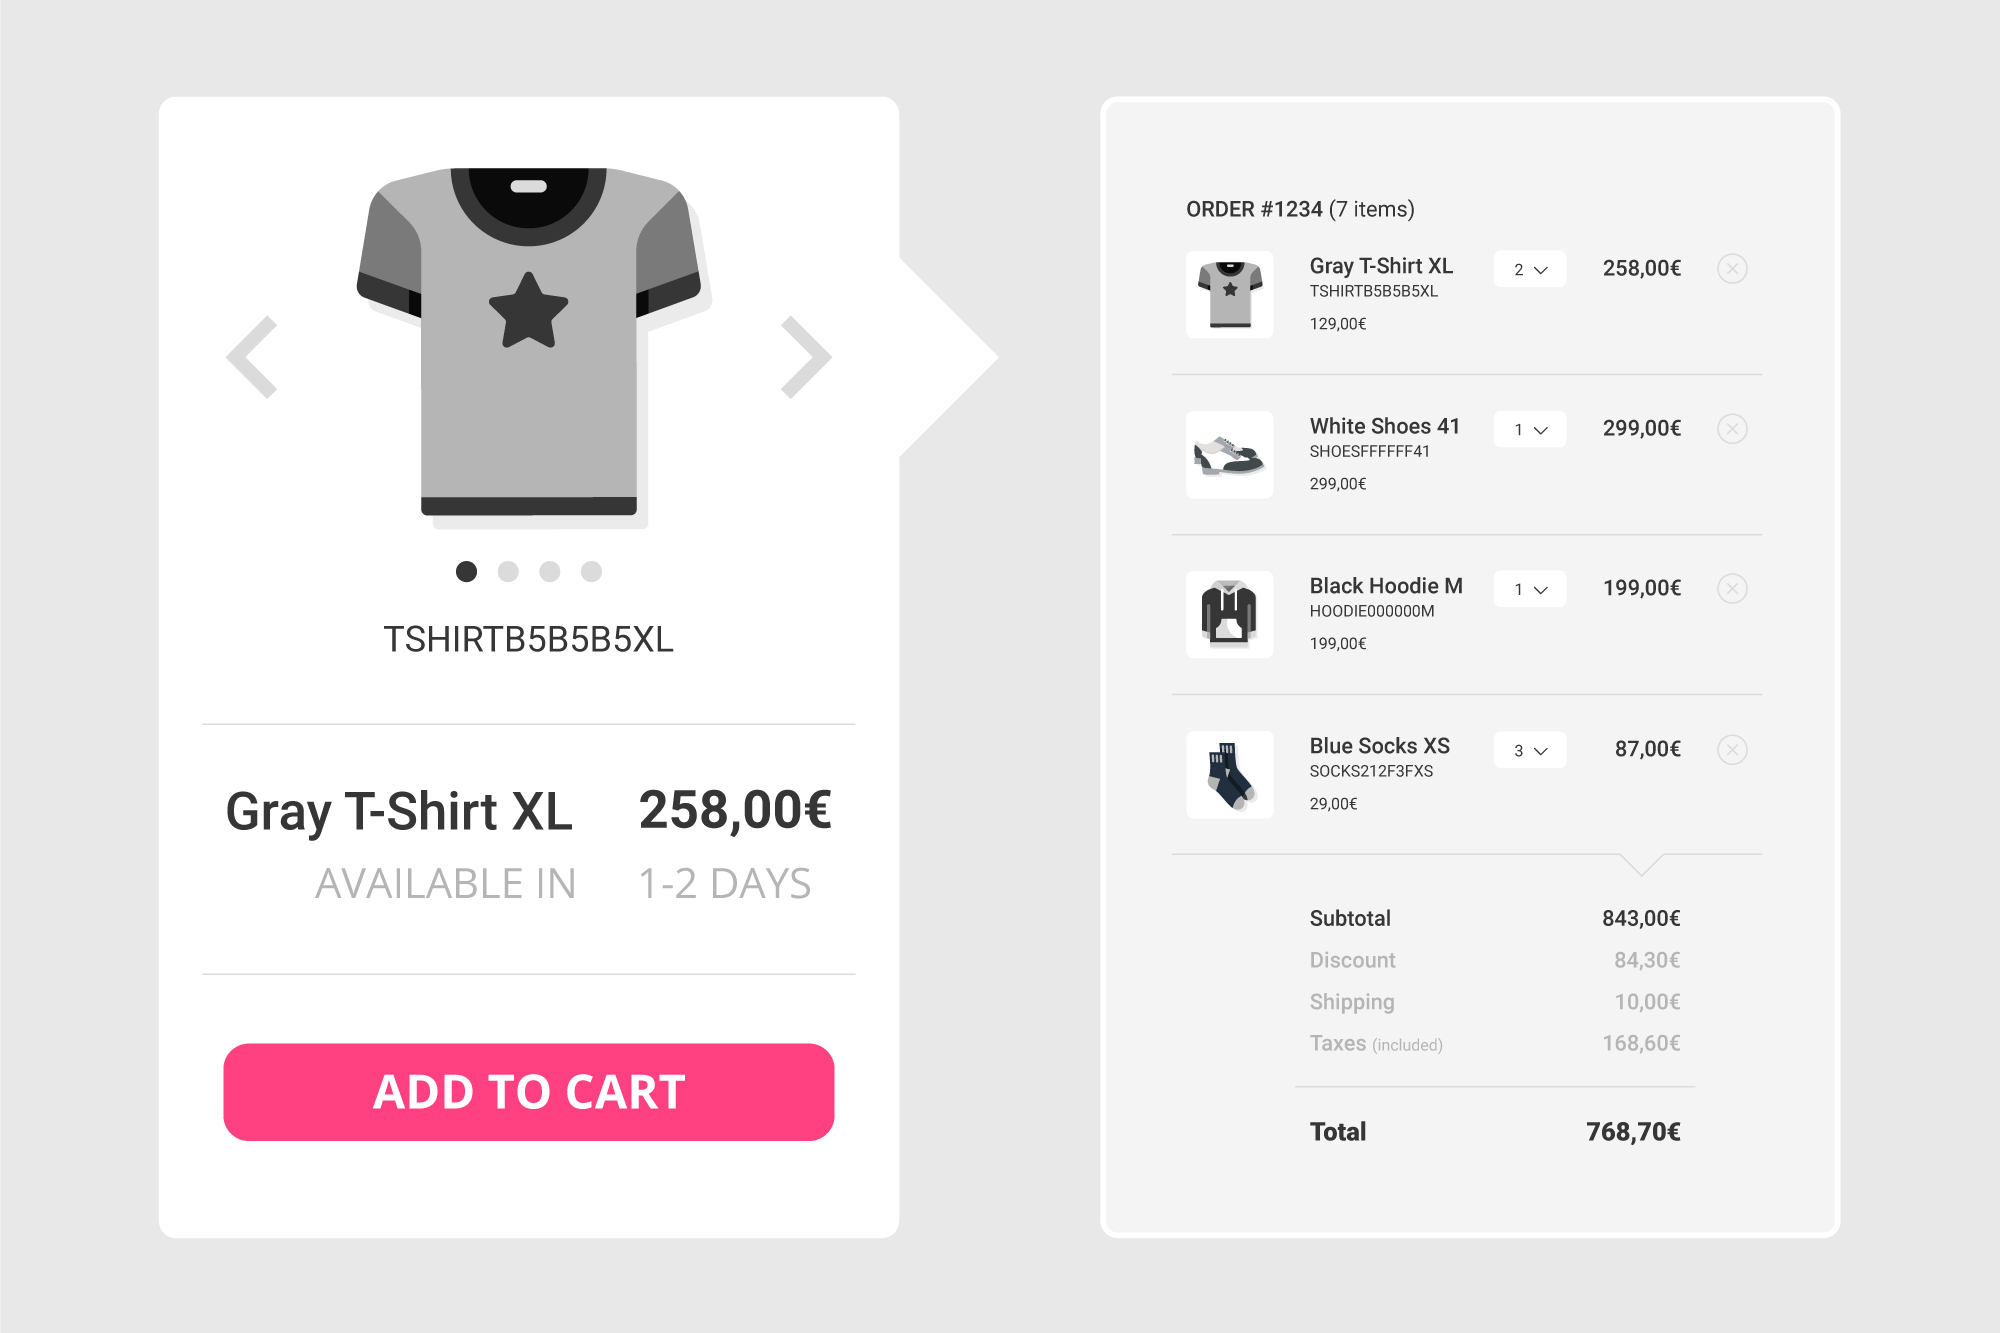 TSHIRTB5B5B5XL
Gray T-Shirt XL 258,00€
AVAILABLE IN 1-2 DAYS
ADD TO CART
ORDER #1234 (7 items)
Gray T-Shirt XL 2 258,00€
TSHIRTB5B5B5XL
129,00€
White Shoes 41 1 299,00€
SHOESFFFFFF41
299,00€
Black Hoodie M 1 199,00€
HOODIE000000M
199,00€
Blue Socks XS 3 87,00€
SOCKS212F3FXS
29,00€
Subtotal 843,00€
Discount 84,30€
Shipping 10,00€
Taxes (included) 168,60€
Total 768,70€